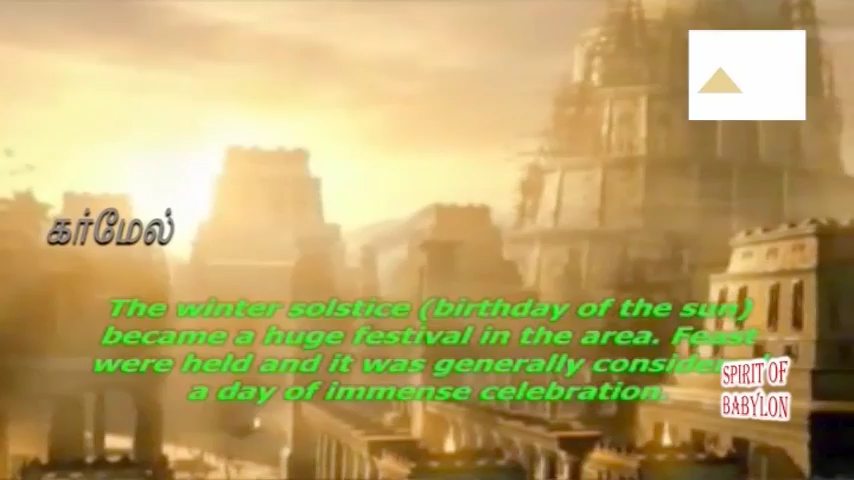 கர்மேல்
The winter solstice (birthday of the sun)
became a huge festival in the area. Feast
were held and it was generally
a day of immense celebration.
SPIRIT OF
BABYLON